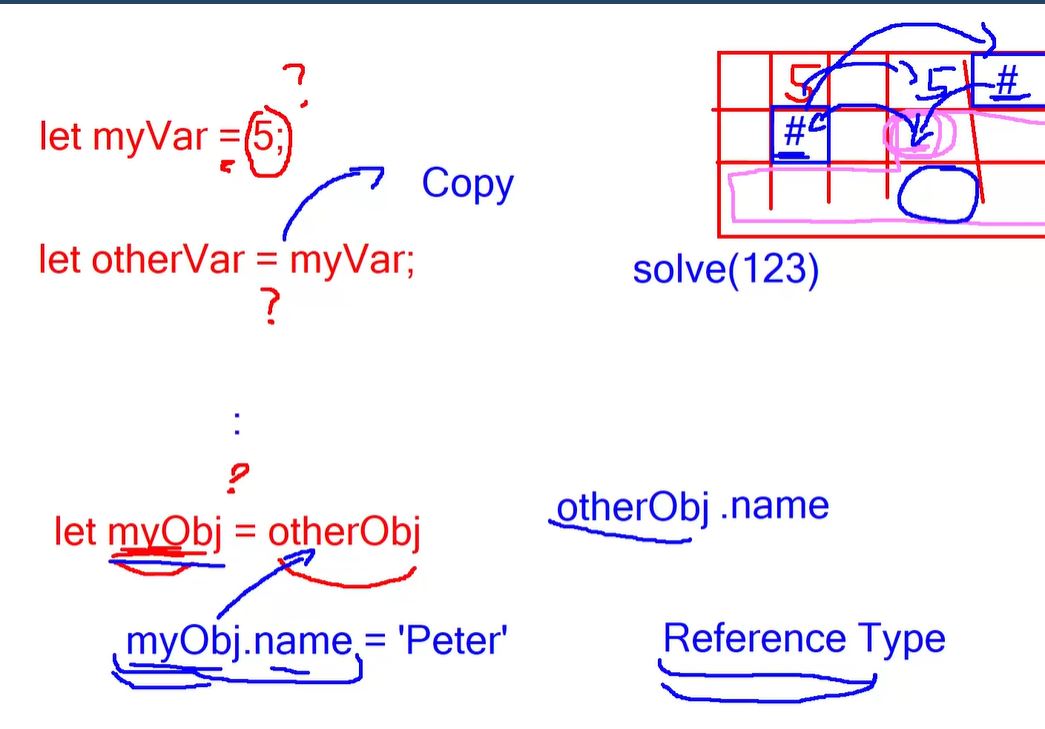 ?
let myVar = 5;
Copy
let otherVar = myVar;
?
5 5 #
#
solve(123)
:
?
let myObj = otherObj
otherObj .name
myObj.name = 'Peter'
Reference Type